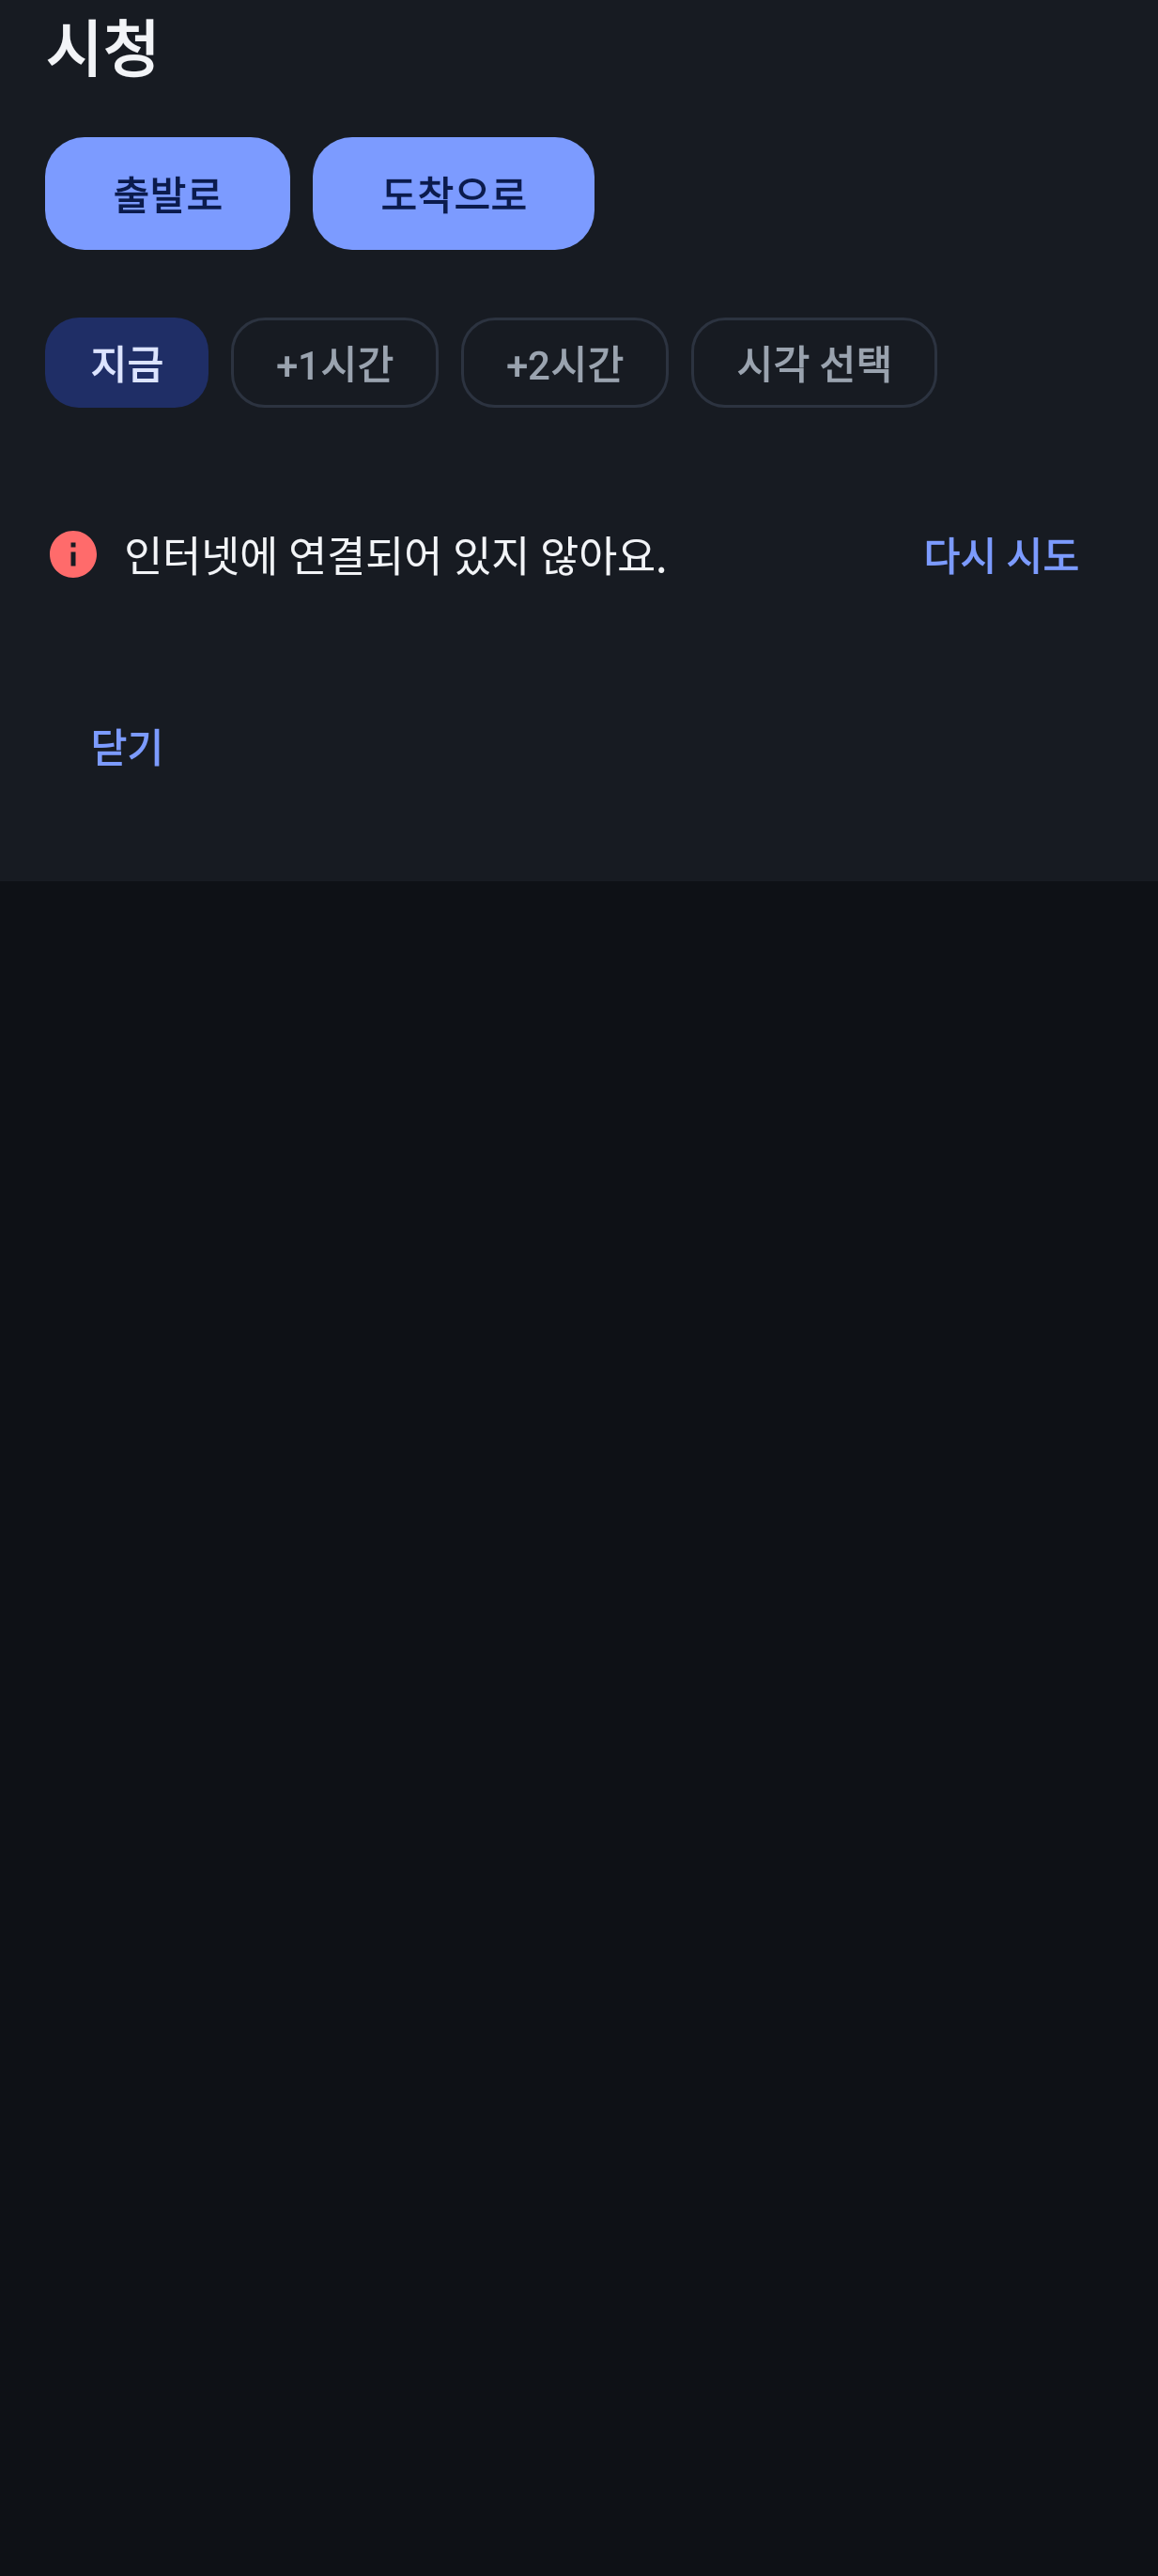 시청
출발로 도착으로
지금 +1시간 +2시간 시각 선택
인터넷에 연결되어 있지 않아요. 다시 시도
닫기